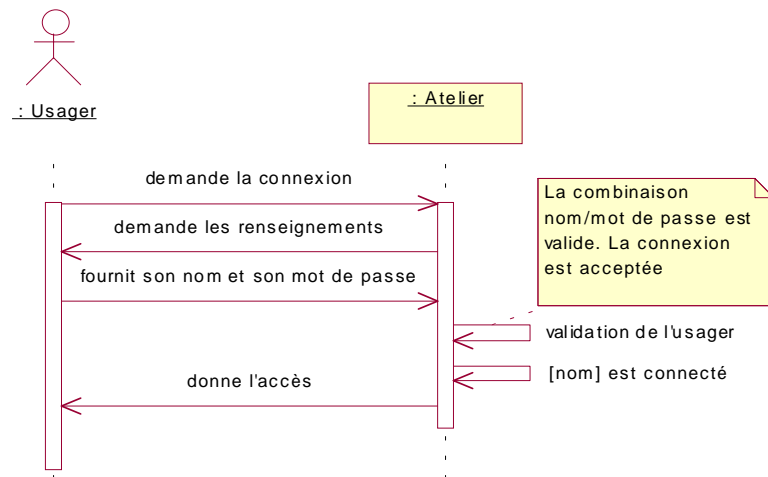 : Usager
: Atelier
demande la connexion
La combinaison
nom/mot de passe est
valide. La connexion
est acceptée
demande les renseignements
fournit son nom et son mot de passe
validation de l'usager
[nom] est connecté
donne l'accès